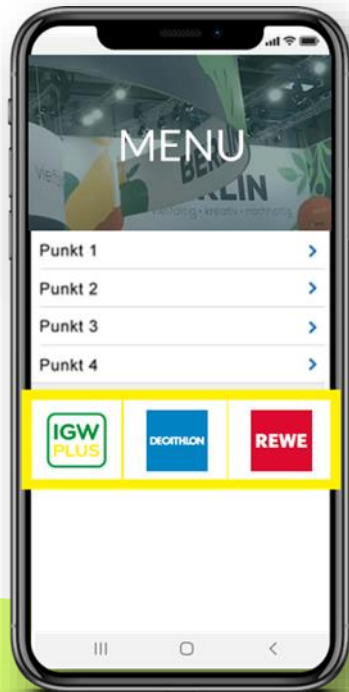 MENU
BERLIN
vielfältig • kreativ • nachhaltig
Punkt 1
Punkt 2
Punkt 3
Punkt 4
IGW
PLUS
DECATHLON
REWE